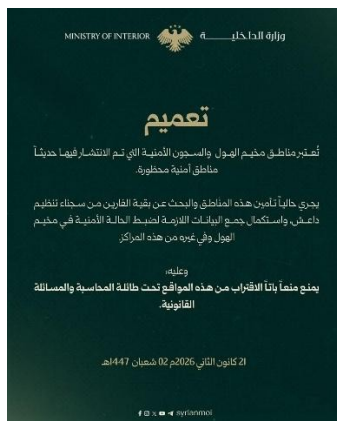 MINISTRY OF INTERIOR وزارة الداخليـــــة
تعميم
تُعتبر مناطق مخيم الهول والسجون الأمنية التي تم الانتشار فيها حديثاً
مناطق أمنية محظورة.
يجري حالياً تأمين هذه المناطق والبحث عن بقية الفارين من سجناء تنظيم
داعش، واستكمال جمع البيانات اللازمة لضبط الحالة الأمنية في مخيم
الهول وفي غيره من هذه المراكز.
وعليه:
يمنع منعاً باتاً الاقتراب من هذه المواقع تحت طائلة المحاسبة والمسائلة
القانونية.
21 كانون الثاني 2026م 02 شعبان 1447هـ
syrianmoi